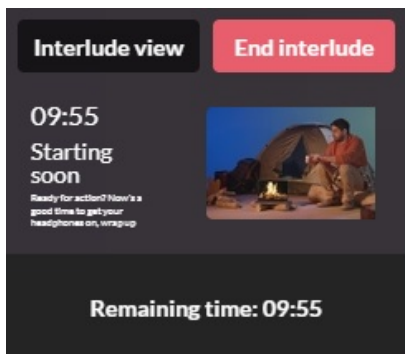 Interlude view
End interlude
09:55
Starting
soon
Ready for action? Now's a
good time to get your
headphones on, wrap up
Remaining time: 09:55